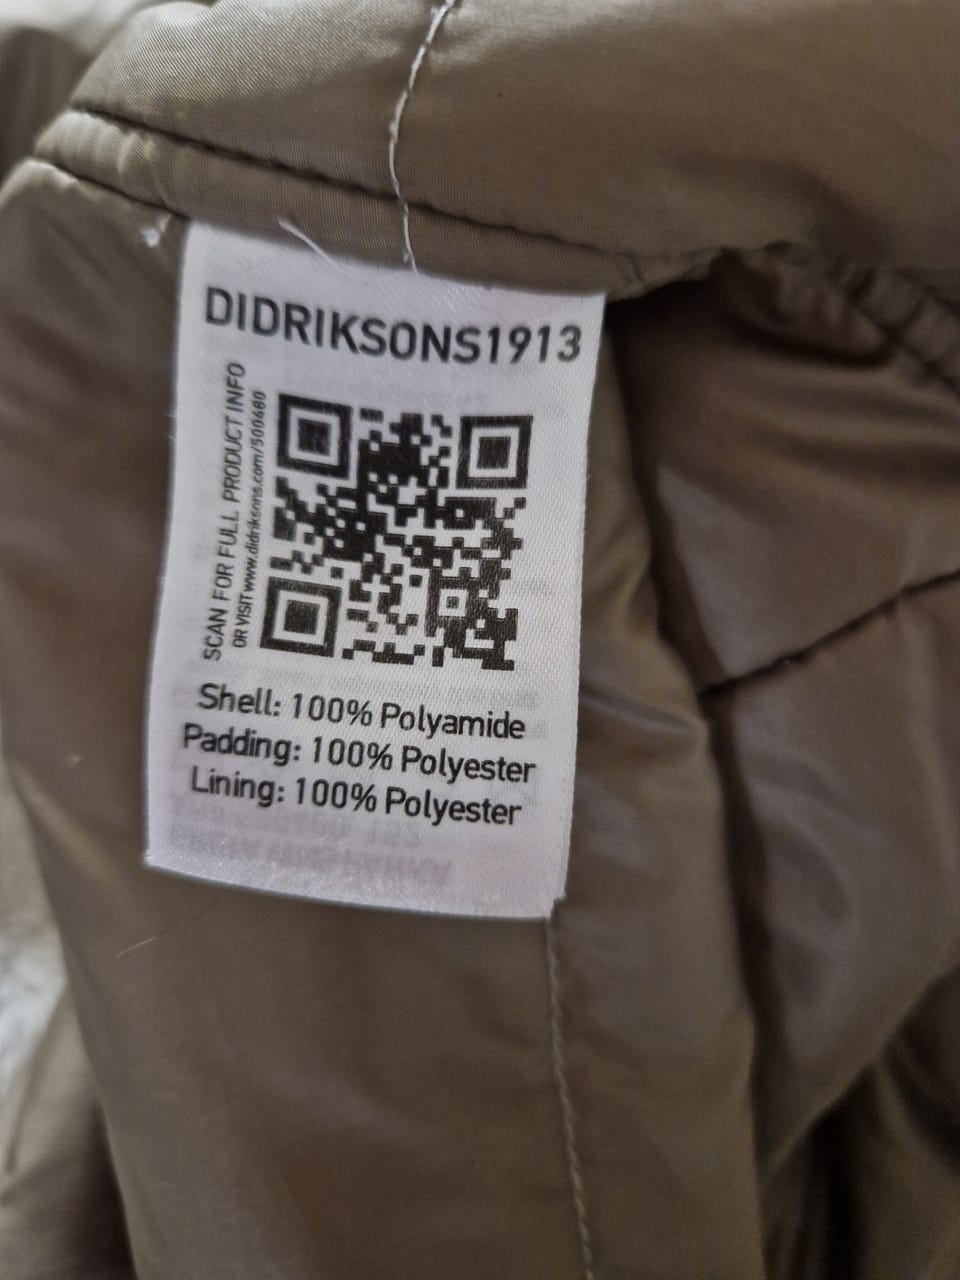 DIDRIKSONS1913
SCAN FOR FULL PRODUCT INFO
OR VISIT www.didriksons.com/500480
Shell: 100% Polyamide
Padding: 100% Polyester
Lining: 100% Polyester